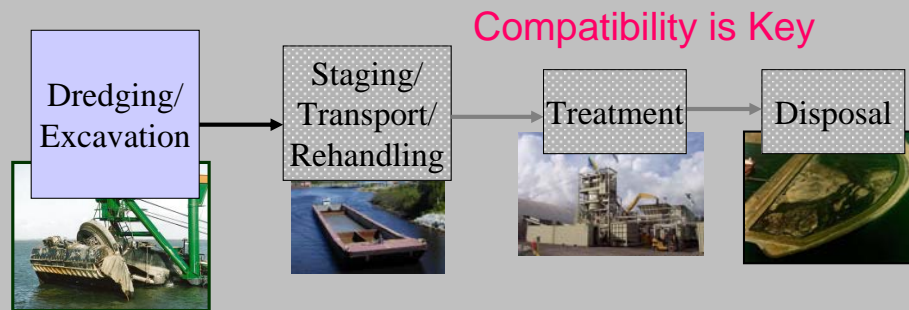 Compatibility is Key
Dredging/
Excavation
Staging/
Transport/
Rehandling
Treatment
Disposal